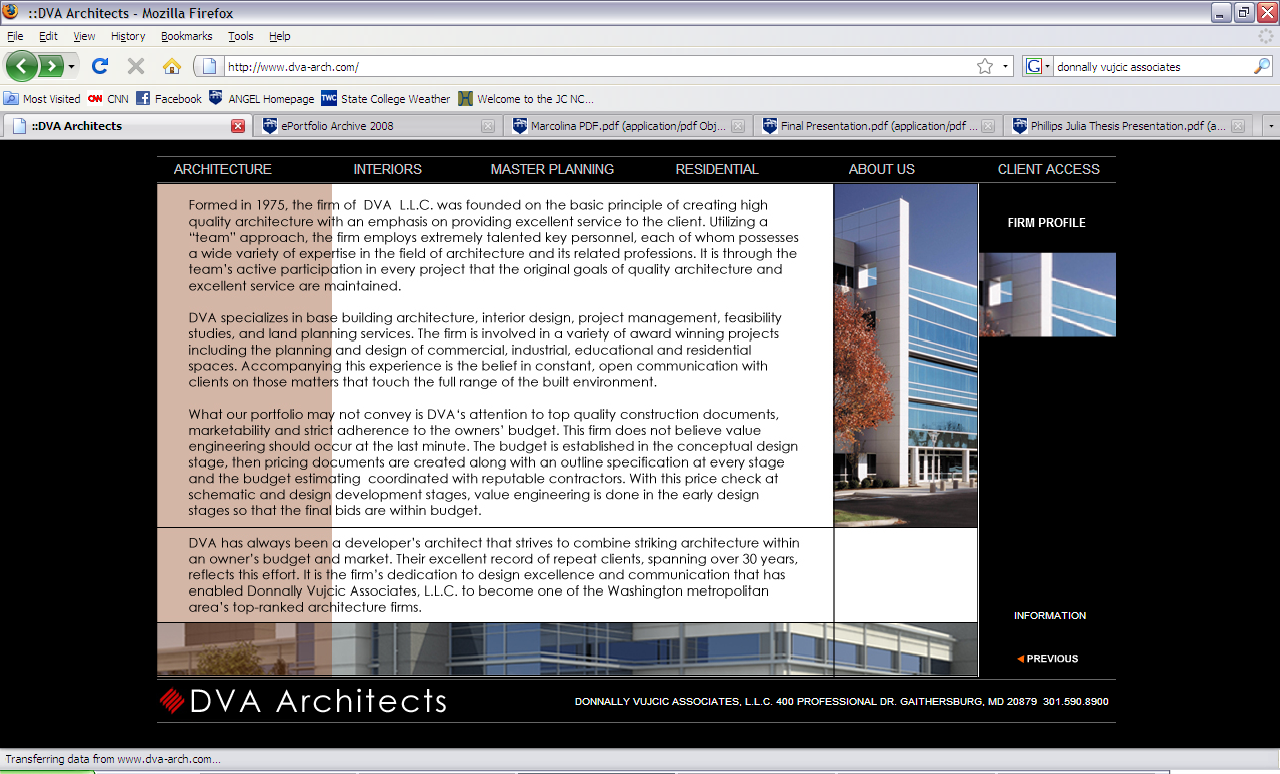 ::DVA Architects - Mozilla Firefox
File Edit View History Bookmarks Tools Help
http://www.dva-arch.com/
G donnally vujcic associates
Most Visited CNN CNN Facebook ANGEL Homepage TWC State College Weather Welcome to the JC NC...
::DVA Architects ePortfolio Archive 2008 Marcolina PDF.pdf (application/pdf Obj... Final Presentation.pdf (application/pdf ... Phillips Julia Thesis Presentation.pdf (a...
ARCHITECTURE INTERIORS MASTER PLANNING RESIDENTIAL ABOUT US CLIENT ACCESS
Formed in 1975, the firm of DVA L.L.C. was founded on the basic principle of creating high
quality architecture with an emphasis on providing excellent service to the client. Utilizing a
“team” approach, the firm employs extremely talented key personnel, each of whom possesses
a wide variety of expertise in the field of architecture and its related professions. It is through the
team’s active participation in every project that the original goals of quality architecture and
excellent service are maintained.
FIRM PROFILE
DVA specializes in base building architecture, interior design, project management, feasibility
studies, and land planning services. The firm is involved in a variety of award winning projects
including the planning and design of commercial, industrial, educational and residential
spaces. Accompanying this experience is the belief in constant, open communication with
clients on those matters that touch the full range of the built environment.
What our portfolio may not convey is DVA‘s attention to top quality construction documents,
marketability and strict adherence to the owners’ budget. This firm does not believe value
engineering should occur at the last minute. The budget is established in the conceptual design
stage, then pricing documents are created along with an outline specification at every stage
and the budget estimating coordinated with reputable contractors. With this price check at
schematic and design development stages, value engineering is done in the early design
stages so that the final bids are within budget.
DVA has always been a developer’s architect that strives to combine striking architecture within
an owner’s budget and market. Their excellent record of repeat clients, spanning over 30 years,
reflects this effort. It is the firm’s dedication to design excellence and communication that has
enabled Donnally Vujcic Associates, L.L.C. to become one of the Washington metropolitan
area’s top-ranked architecture firms.
INFORMATION
PREVIOUS
DVA Architects
DONNALLY VUJCIC ASSOCIATES, L.L.C. 400 PROFESSIONAL DR. GAITHERSBURG, MD 20879 301.590.8900
Transferring data from www.dva-arch.com...